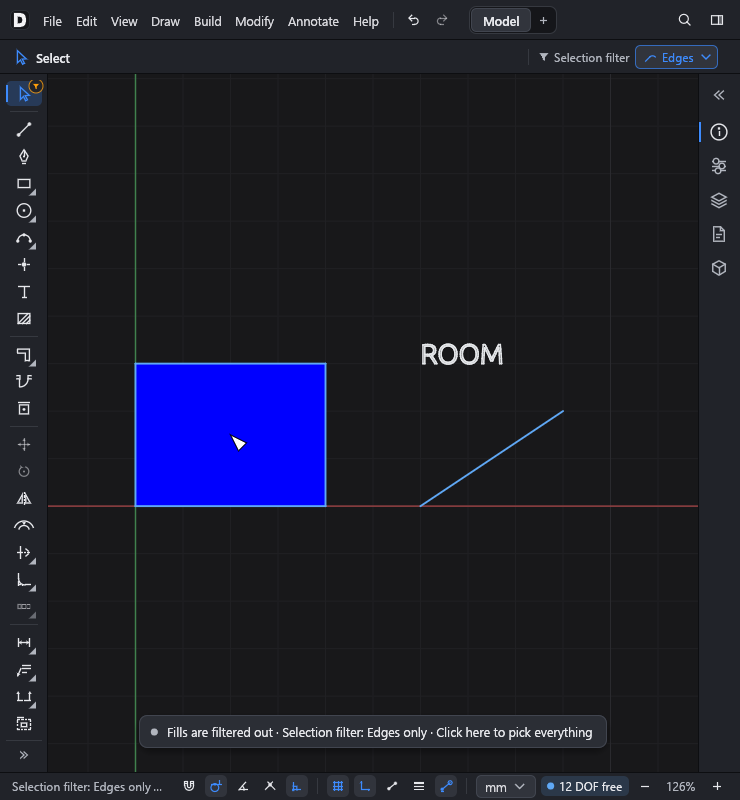 D File Edit View Draw Build Modify Annotate Help Model +
Select Selection filter Edges
ROOM
Fills are filtered out · Selection filter: Edges only · Click here to pick everything
Selection filter: Edges only ... mm 12 DOF free − 126% +